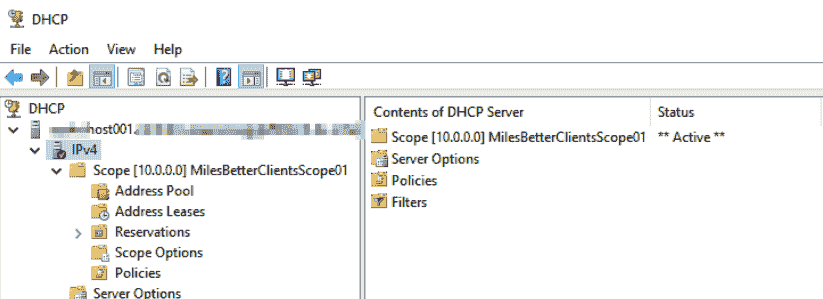 DHCP
File Action View Help
DHCP
host001.
IPv4
Scope [10.0.0.0] MilesBetterClientsScope01
Address Pool
Address Leases
Reservations
Scope Options
Policies
Server Options
Contents of DHCP Server Status
Scope [10.0.0.0] MilesBetterClientsScope01 ** Active **
Server Options
Policies
Filters